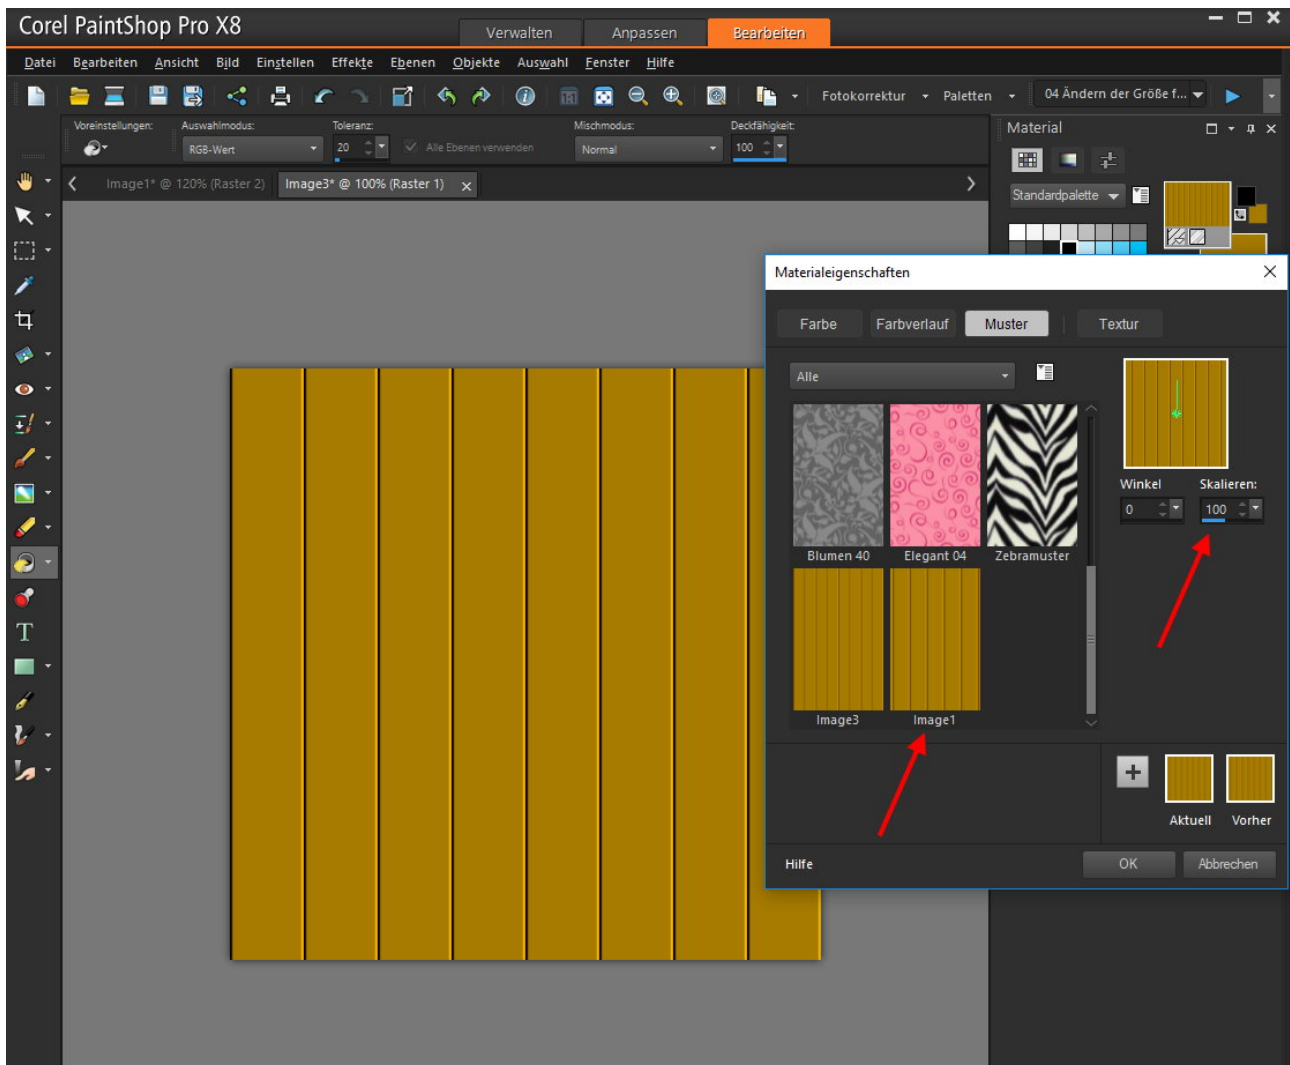 Corel PaintShop Pro X8
Verwalten
Anpassen
Bearbeiten
Datei Bearbeiten Ansicht Bild Einstellen Effekte Ebenen Objekte Auswahl Fenster Hilfe
Fotokorrektur
Paletten
04 Ändern der Größe f...
Voreinstellungen:
Auswahlmodus:
Toleranz:
Mischmodus:
Deckfähigkeit:
RGB-Wert
20
Alle Ebenen verwenden
Normal
100
Material
Image1* @ 120% (Raster 2)
Image3* @ 100% (Raster 1)
Standardpalette
Materialeigenschaften
Farbe
Farbverlauf
Muster
Textur
Alle
Winkel
Skalieren:
0
100
Blumen 40
Elegant 04
Zebramuster
Image3
Image1
Aktuell
Vorher
Hilfe
OK
Abbrechen